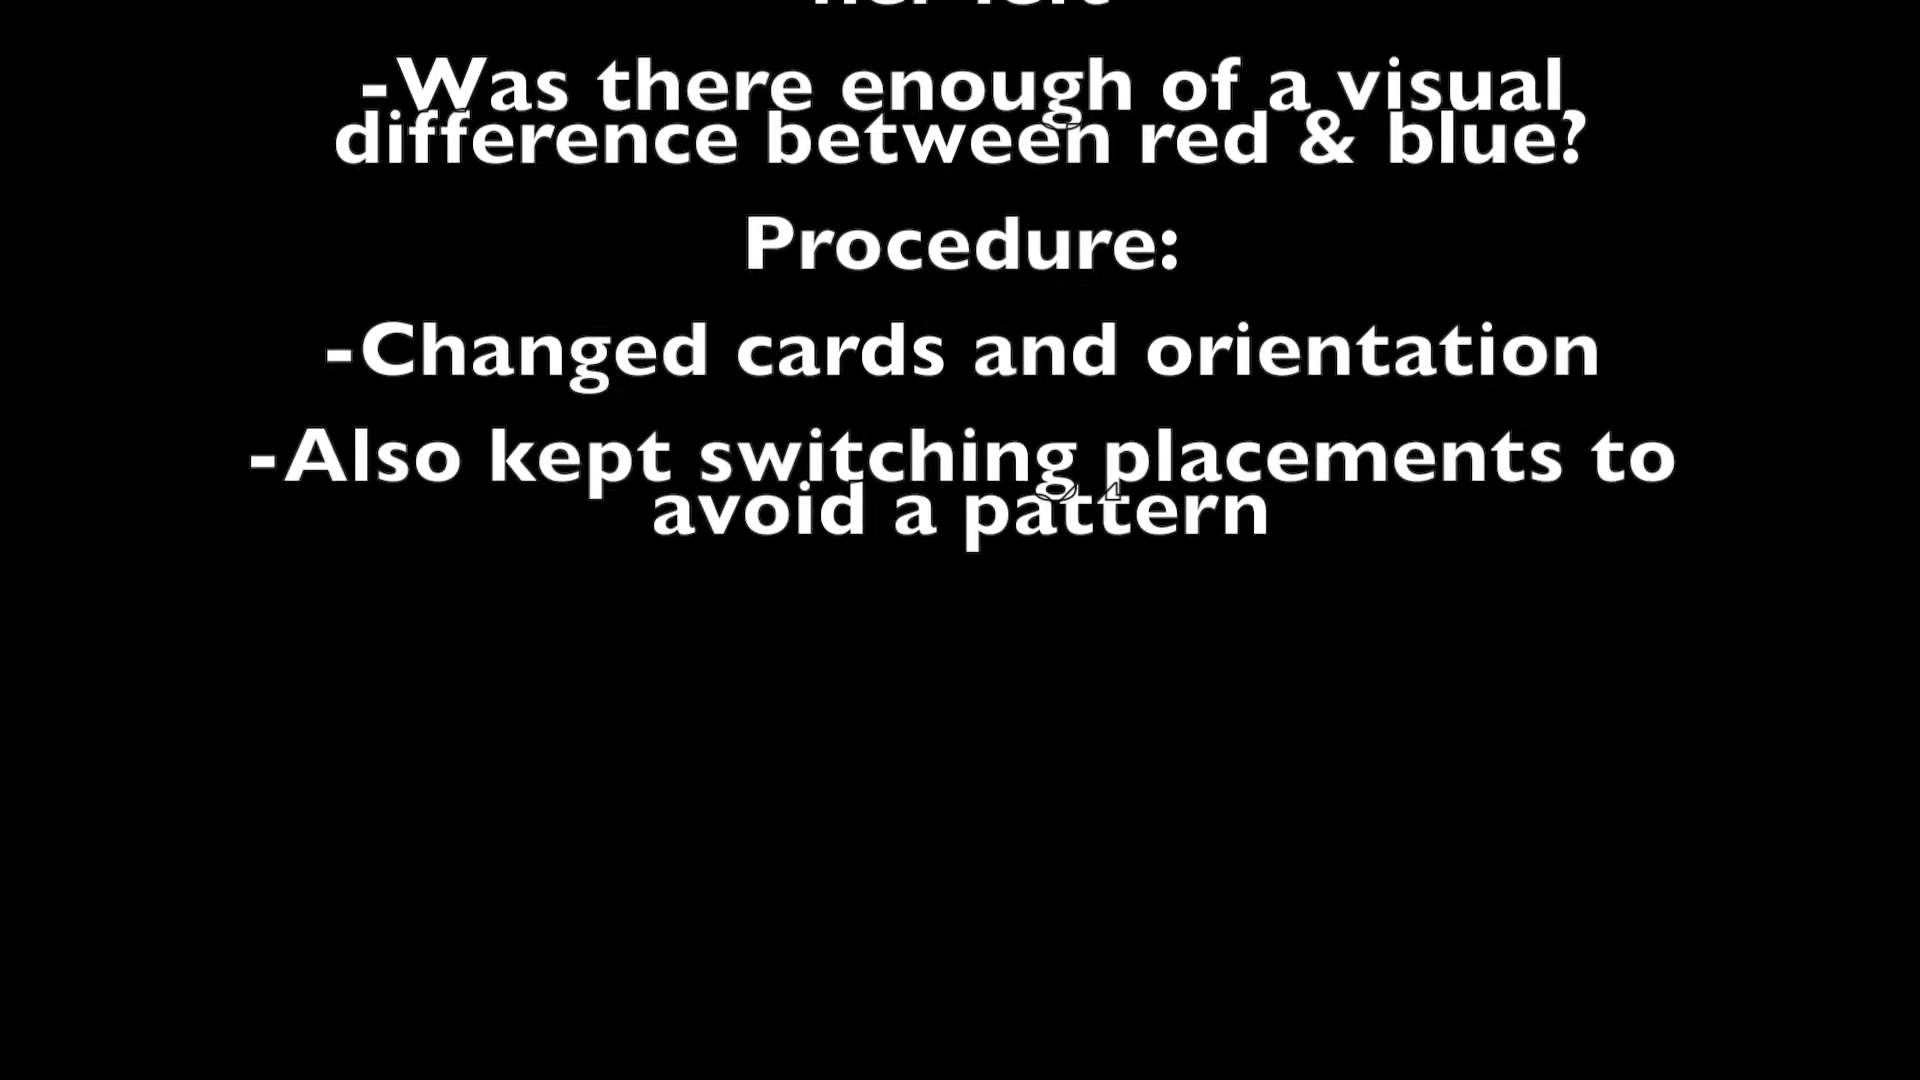 -Was there enough of a visual
difference between red & blue?
Procedure:
-Changed cards and orientation
-Also kept switching placements to
avoid a pattern